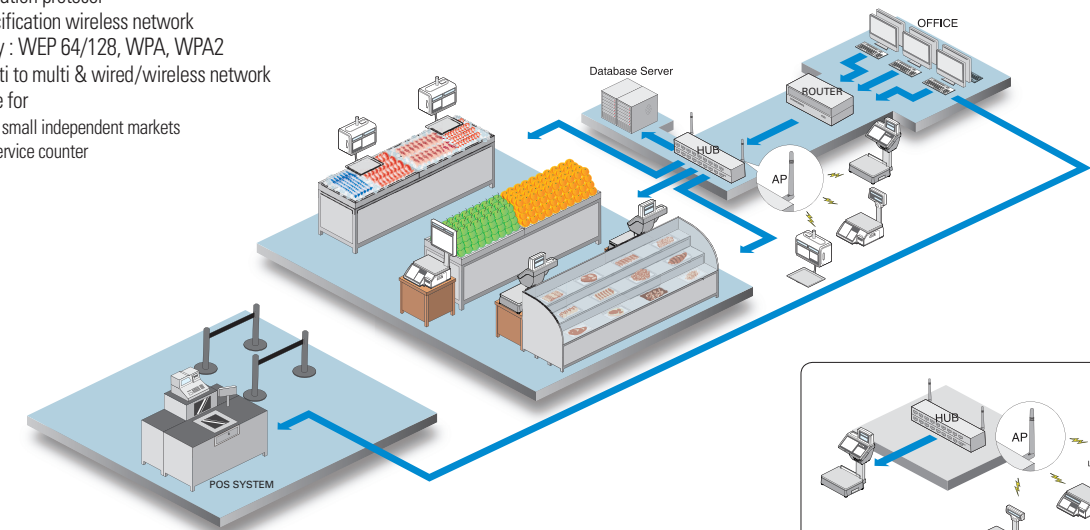 cification wireless network
y : WEP 64/128, WPA, WPA2
ti to multi & wired/wireless network
e for
small independent markets
ervice counter
OFFICE
Database Server
ROUTER
HUB
AP
POS SYSTEM
HUB
AP